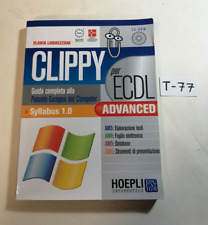 FLAVIA LUGHEZZANI
CD-ROM
CLIPPY
per
ECDL
Guida completa alla
Patente Europea del Computer
• Syllabus 1.0
ADVANCED
AM3: Elaborazione testi
AM4: Foglio elettronico
AM5: Database
AM6: Strumenti di presentazione
HOEPLI
INFORMATICA
T-77